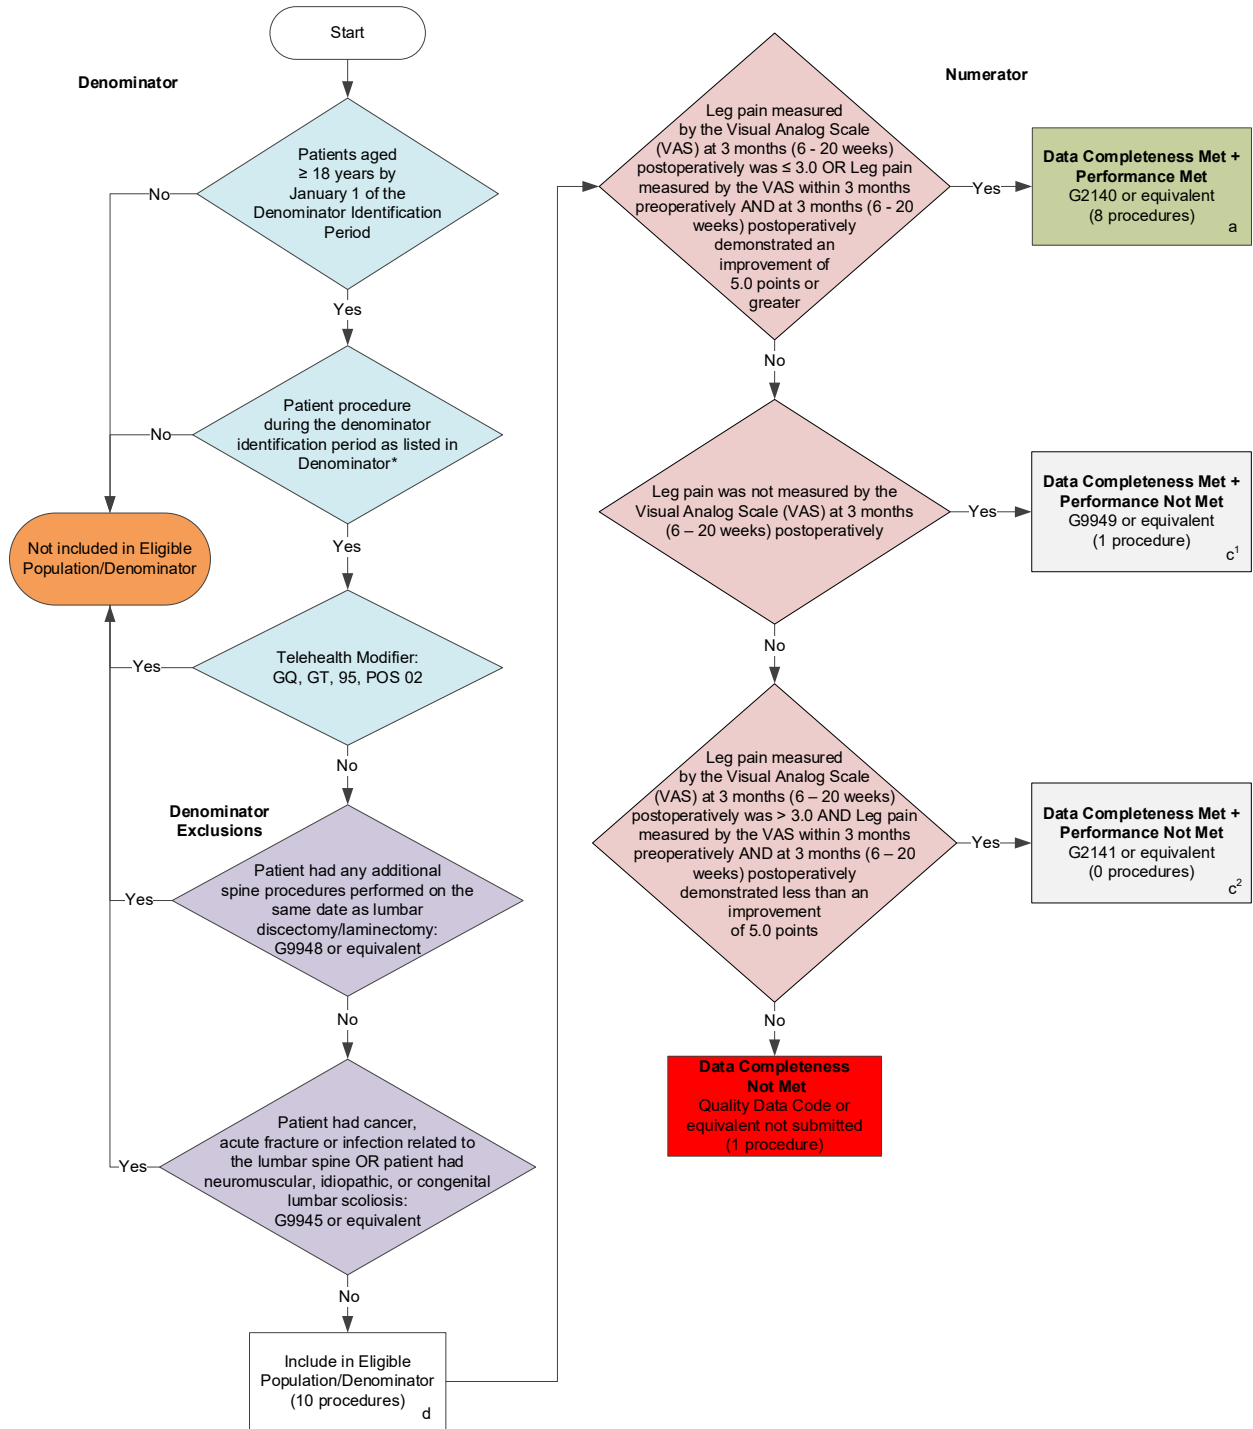 Start
Denominator
Patients aged
≥ 18 years by
January 1 of the
Denominator Identification
Period
No
Yes
Patient procedure
during the denominator
identification period as listed in
Denominator*
No
Yes
Not included in Eligible
Population/Denominator
Telehealth Modifier:
GQ, GT, 95, POS 02
Yes
No
Denominator
Exclusions
Patient had any additional
spine procedures performed on the
same date as lumbar
discectomy/laminectomy:
G9948 or equivalent
Yes
No
Patient had cancer,
acute fracture or infection related to
the lumbar spine OR patient had
neuromuscular, idiopathic, or congenital
lumbar scoliosis:
G9945 or equivalent
Yes
No
Include in Eligible
Population/Denominator
(10 procedures)
d
Numerator
Leg pain measured
by the Visual Analog Scale
(VAS) at 3 months (6 - 20 weeks)
postoperatively was ≤ 3.0 OR Leg pain
measured by the VAS within 3 months
preoperatively AND at 3 months (6 - 20
weeks) postoperatively
demonstrated an
improvement of
5.0 points or
greater
Yes
Data Completeness Met +
Performance Met
G2140 or equivalent
(8 procedures)
a
No
Leg pain was not measured by the
Visual Analog Scale (VAS) at 3 months
(6 – 20 weeks) postoperatively
Yes
Data Completeness Met +
Performance Not Met
G9949 or equivalent
(1 procedure)
c¹
No
Leg pain measured
by the Visual Analog Scale
(VAS) at 3 months (6 – 20 weeks)
postoperatively was > 3.0 AND Leg pain
measured by the VAS within 3 months
preoperatively AND at 3 months (6 – 20
weeks) postoperatively
demonstrated less than an
improvement
of 5.0 points
Yes
Data Completeness Met +
Performance Not Met
G2141 or equivalent
(0 procedures)
c²
No
Data Completeness
Not Met
Quality Data Code or
equivalent not submitted
(1 procedure)